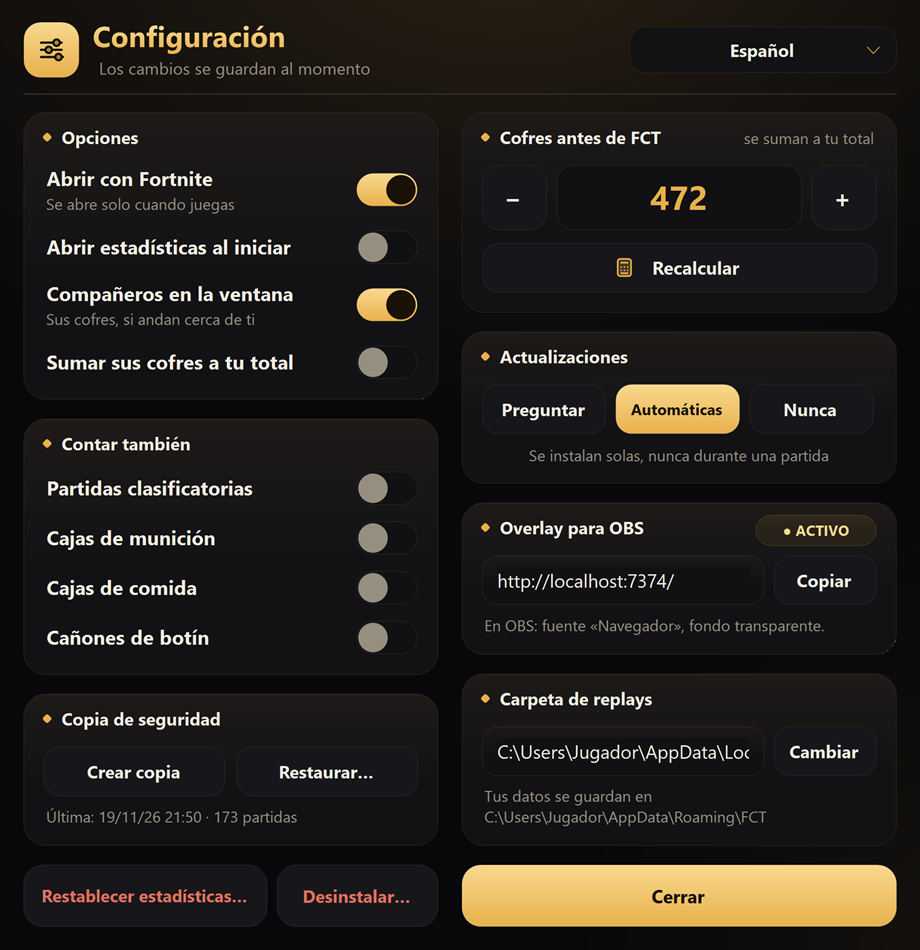 Configuración
Los cambios se guardan al momento
Español
Opciones
Abrir con Fortnite
Se abre solo cuando juegas
Abrir estadísticas al iniciar
Compañeros en la ventana
Sus cofres, si andan cerca de ti
Sumar sus cofres a tu total
Contar también
Partidas clasificatorias
Cajas de munición
Cajas de comida
Cañones de botín
Copia de seguridad
Crear copia
Restaurar...
Última: 19/11/26 21:50 · 173 partidas
Restablecer estadísticas...
Desinstalar...
Cofres antes de FCT
se suman a tu total
−
472
+
Recalcular
Actualizaciones
Preguntar
Automáticas
Nunca
Se instalan solas, nunca durante una partida
Overlay para OBS
● ACTIVO
http://localhost:7374/
Copiar
En OBS: fuente «Navegador», fondo transparente.
Carpeta de replays
C:\Users\Jugador\AppData\Loc
Cambiar
Tus datos se guardan en
C:\Users\Jugador\AppData\Roaming\FCT
Cerrar